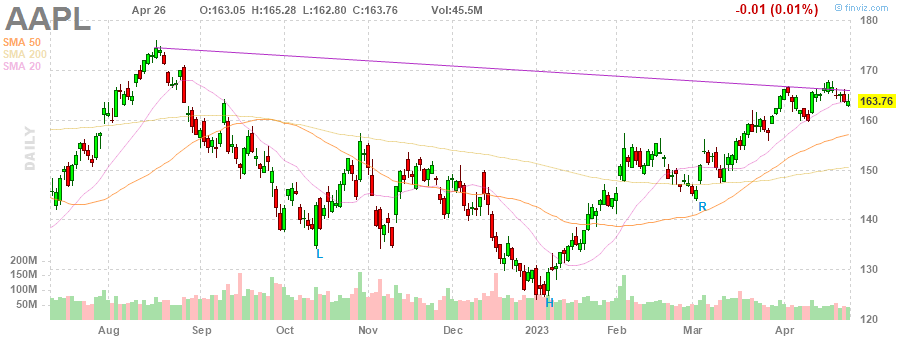 AAPL
Apr 26 O:163.05 H:165.28 L:162.80 C:163.76 Vol:45.5M -0.01 (0.01%) @ finviz.com
SMA 50
SMA 200
SMA 20
DAILY
180
170
163.76
160
150
140
130
120
200M
150M
100M
50M
L
H
R
Aug Sep Oct Nov Dec 2023 Feb Mar Apr